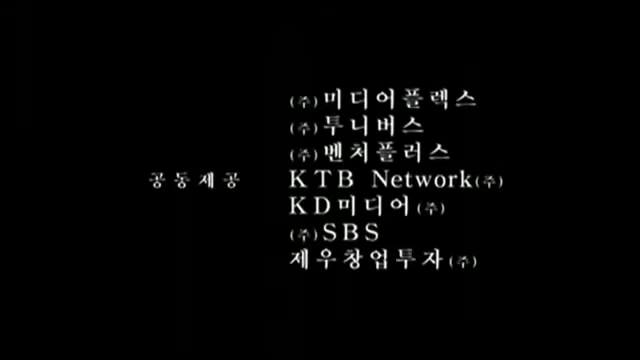 (주)미디어플렉스
(주)투니버스
(주)벤처플러스
공동제공 KTB Network(주)
KD미디어(주)
(주)SBS
제우창업투자(주)